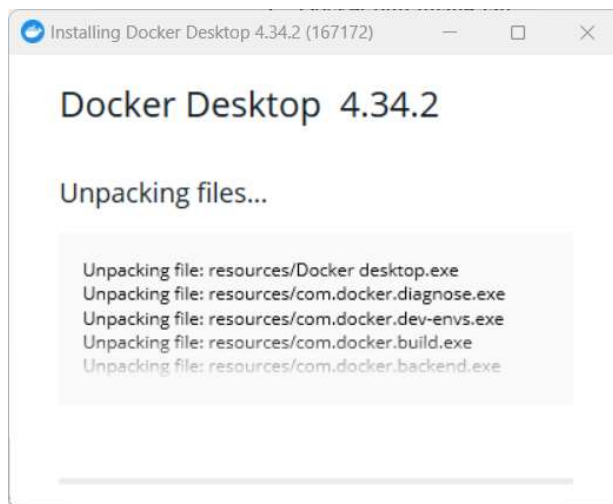 Installing Docker Desktop 4.34.2 (167172)
Docker Desktop 4.34.2
Unpacking files...
Unpacking file: resources/Docker desktop.exe
Unpacking file: resources/com.docker.diagnose.exe
Unpacking file: resources/com.docker.dev-envs.exe
Unpacking file: resources/com.docker.build.exe
Unpacking file: resources/com.docker.backend.exe